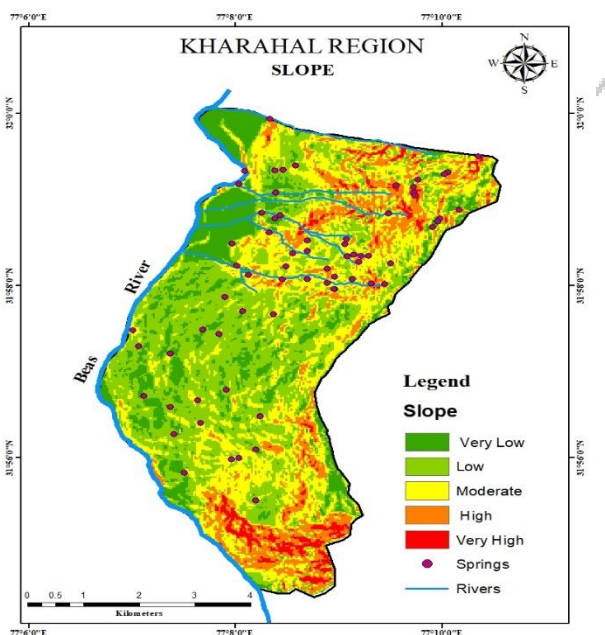 77°6'0"E 77°8'0"E 77°10'0"E
KHARAHAL REGION
SLOPE
N
W E
S
32°0'0"N 32°0'0"N
River
31°58'0"N 31°58'0"N
Beas
Legend
Slope
Very Low
Low
Moderate
High
Very High
Springs
Rivers
31°56'0"N 31°56'0"N
0 0.5 1 2 3 4
Kilometers
77°6'0"E 77°8'0"E 77°10'0"E